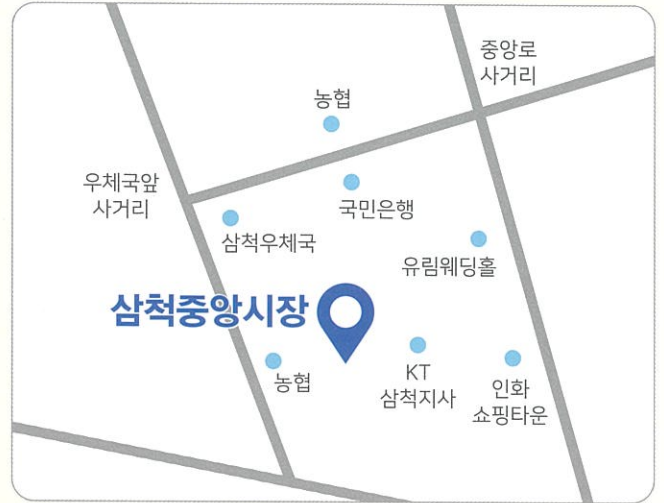 중앙로
사거리
농협
우체국앞
사거리
국민은행
삼척우체국
유림웨딩홀
삼척중앙시장
농협
KT
삼척지사
인화
쇼핑타운